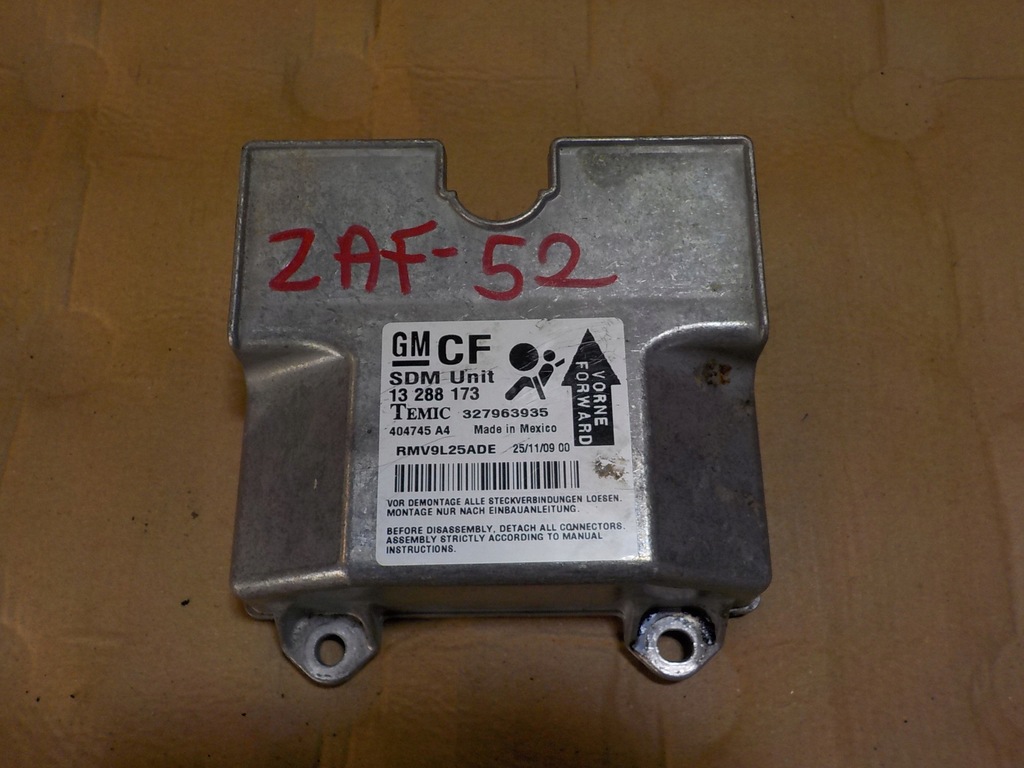 ZAF-52
GM CF
SDM Unit
13 288 173
TEMIC 327963935
404745 A4 Made in Mexico
RMV9L25ADE 25/11/09 00
VORNE
FORWARD
VOR DEMONTAGE ALLE STECKVERBINDUNGEN LOESEN.
MONTAGE NUR NACH EINBAUANLEITUNG.
BEFORE DISASSEMBLY, DETACH ALL CONNECTORS.
ASSEMBLY STRICTLY ACCORDING TO MANUAL
INSTRUCTIONS.